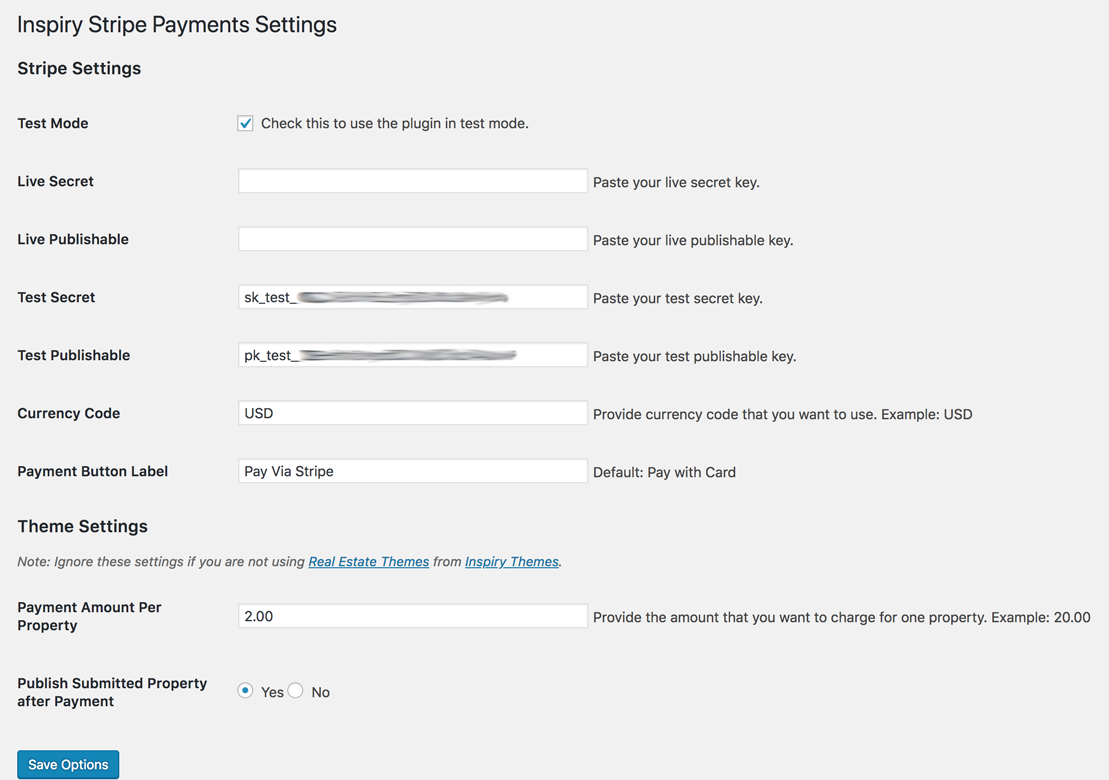 Inspiry Stripe Payments Settings
Stripe Settings
Test Mode Check this to use the plugin in test mode.
Live Secret Paste your live secret key.
Live Publishable Paste your live publishable key.
Test Secret sk_test_ Paste your test secret key.
Test Publishable pk_test_ Paste your test publishable key.
Currency Code USD Provide currency code that you want to use. Example: USD
Payment Button Label Pay Via Stripe Default: Pay with Card
Theme Settings
Note: Ignore these settings if you are not using Real Estate Themes from Inspiry Themes.
Payment Amount Per
Property
2.00 Provide the amount that you want to charge for one property. Example: 20.00
Publish Submitted Property
after Payment
Yes No
Save Options